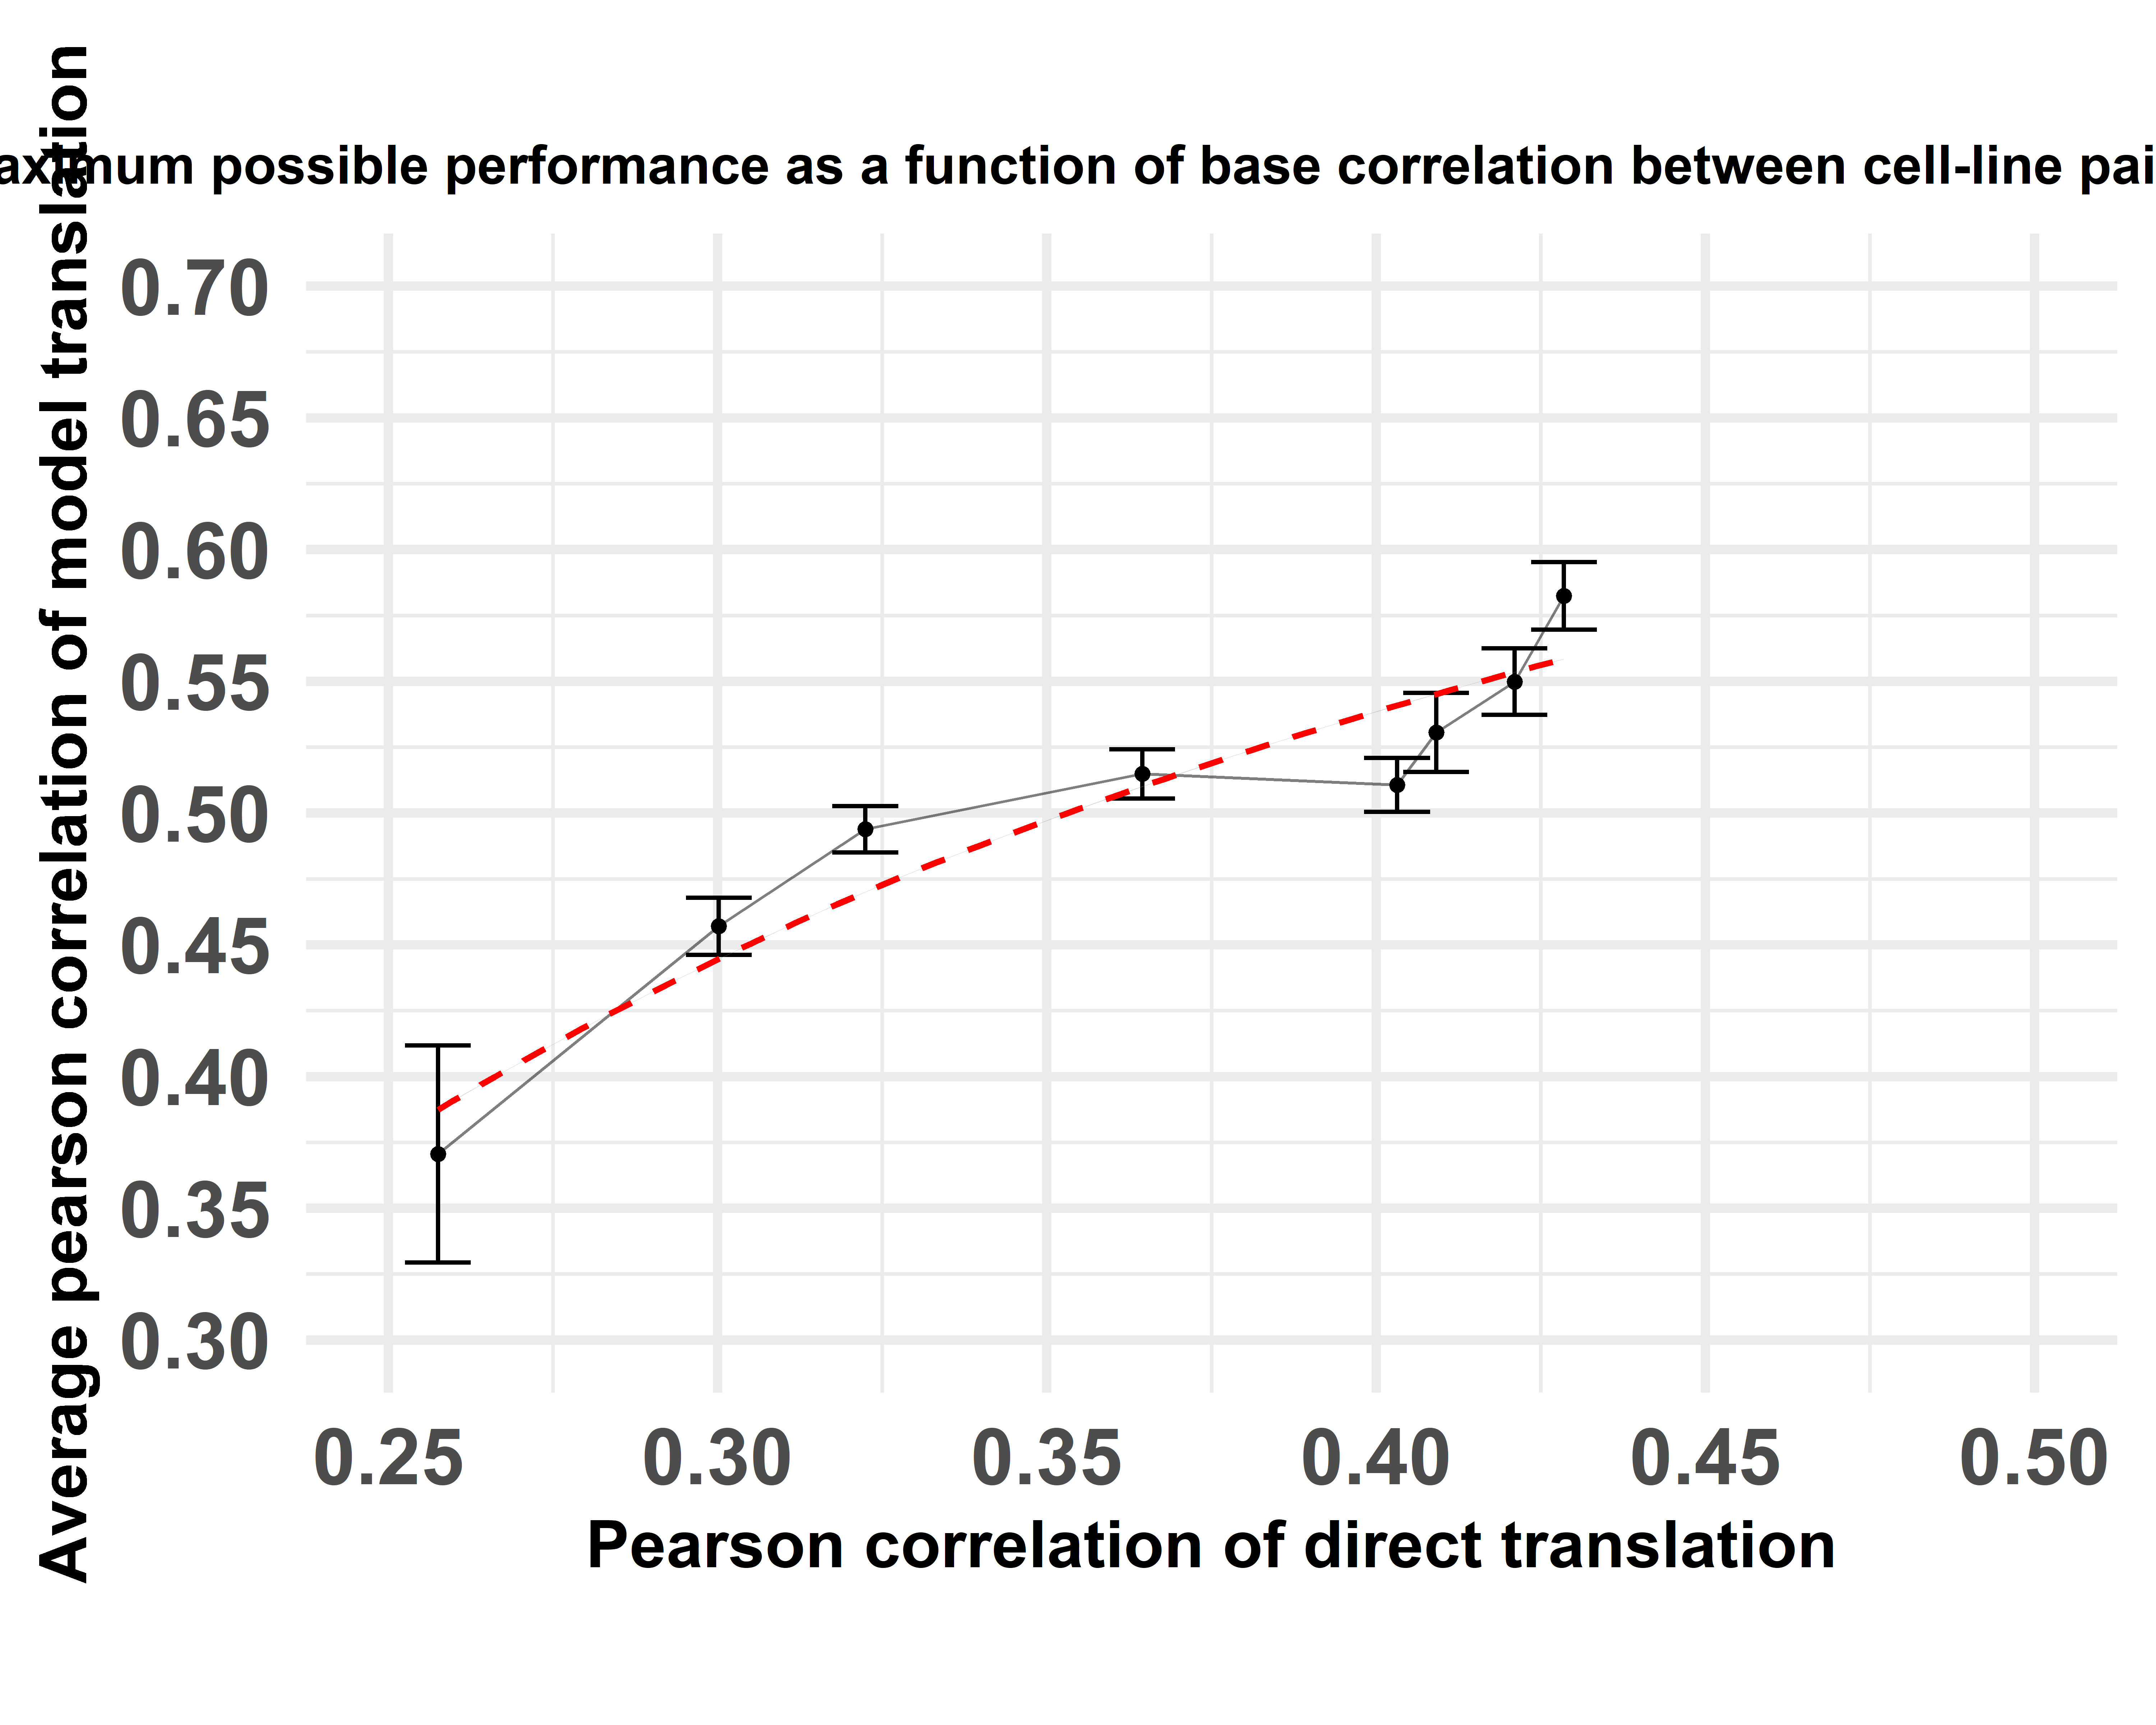 aximum possible performance as a function of base correlation between cell-line pai
Average pearson correlation of model translation
0.70
0.65
0.60
0.55
0.50
0.45
0.40
0.35
0.30
0.25 0.30 0.35 0.40 0.45 0.50
Pearson correlation of direct translation